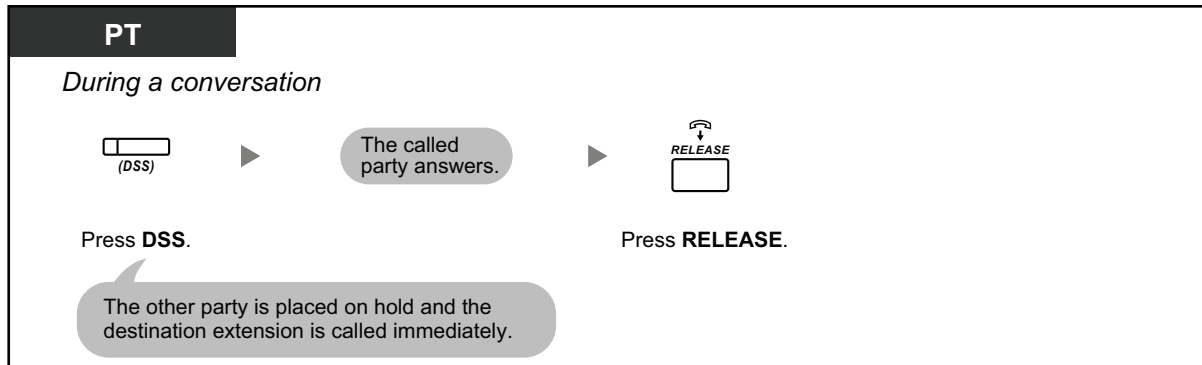 PT
During a conversation
(DSS)
The called
party answers.
RELEASE
Press DSS.
Press RELEASE.
The other party is placed on hold and the
destination extension is called immediately.